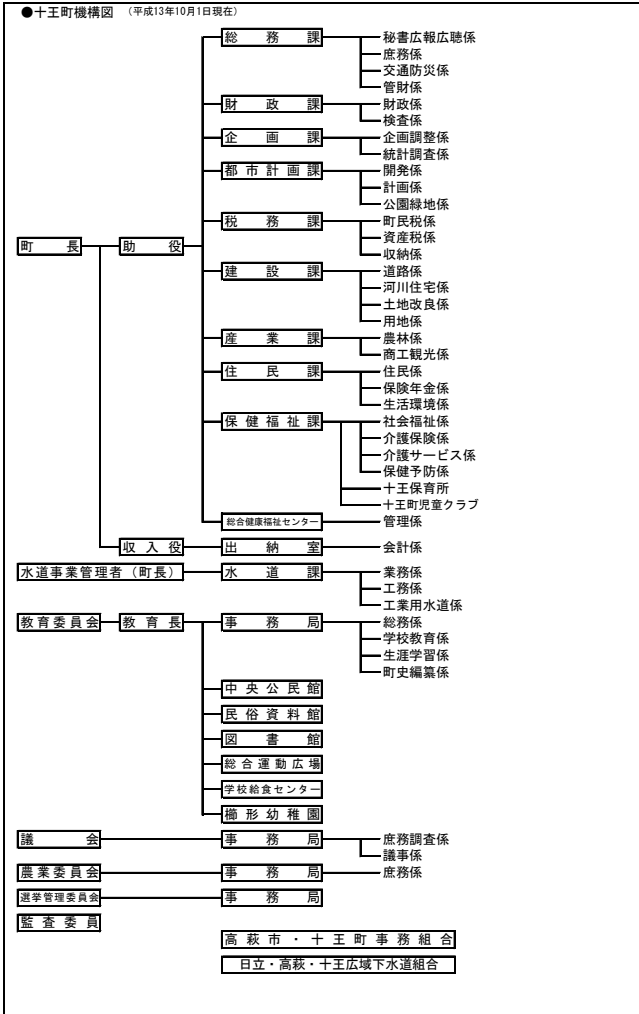 ●十王町機構図 (平成13年10月1日現在)
総務課 秘書広報広聴係
庶務係
交通防災係
管財係
財政課 財政係
検査係
企画課 企画調整係
統計調査係
都市計画課 開発係
計画係
公園緑地係
税務課 町民税係
資産税係
町長 助役 収納係
建設課 道路係
河川住宅係
土地改良係
用地係
産業課 農林係
商工観光係
住民課 住民係
保険年金係
生活環境係
保健福祉課 社会福祉係
介護保険係
介護サービス係
保健予防係
十王保育所
十王町児童クラブ
総合健康福祉センター 管理係
収入役 出納室 会計係
水道事業管理者(町長) 水道課 業務係
工務係
工業用水道係
教育委員会 教育長 事務局 総務係
学校教育係
生涯学習係
町史編纂係
中央公民館
民俗資料館
図書館
総合運動広場
学校給食センター
櫛形幼稚園
議会 事務局 庶務調査係
議事係
農業委員会 事務局 庶務係
選挙管理委員会 事務局
監査委員
高萩市・十王町事務組合
日立・高萩・十王広域下水道組合